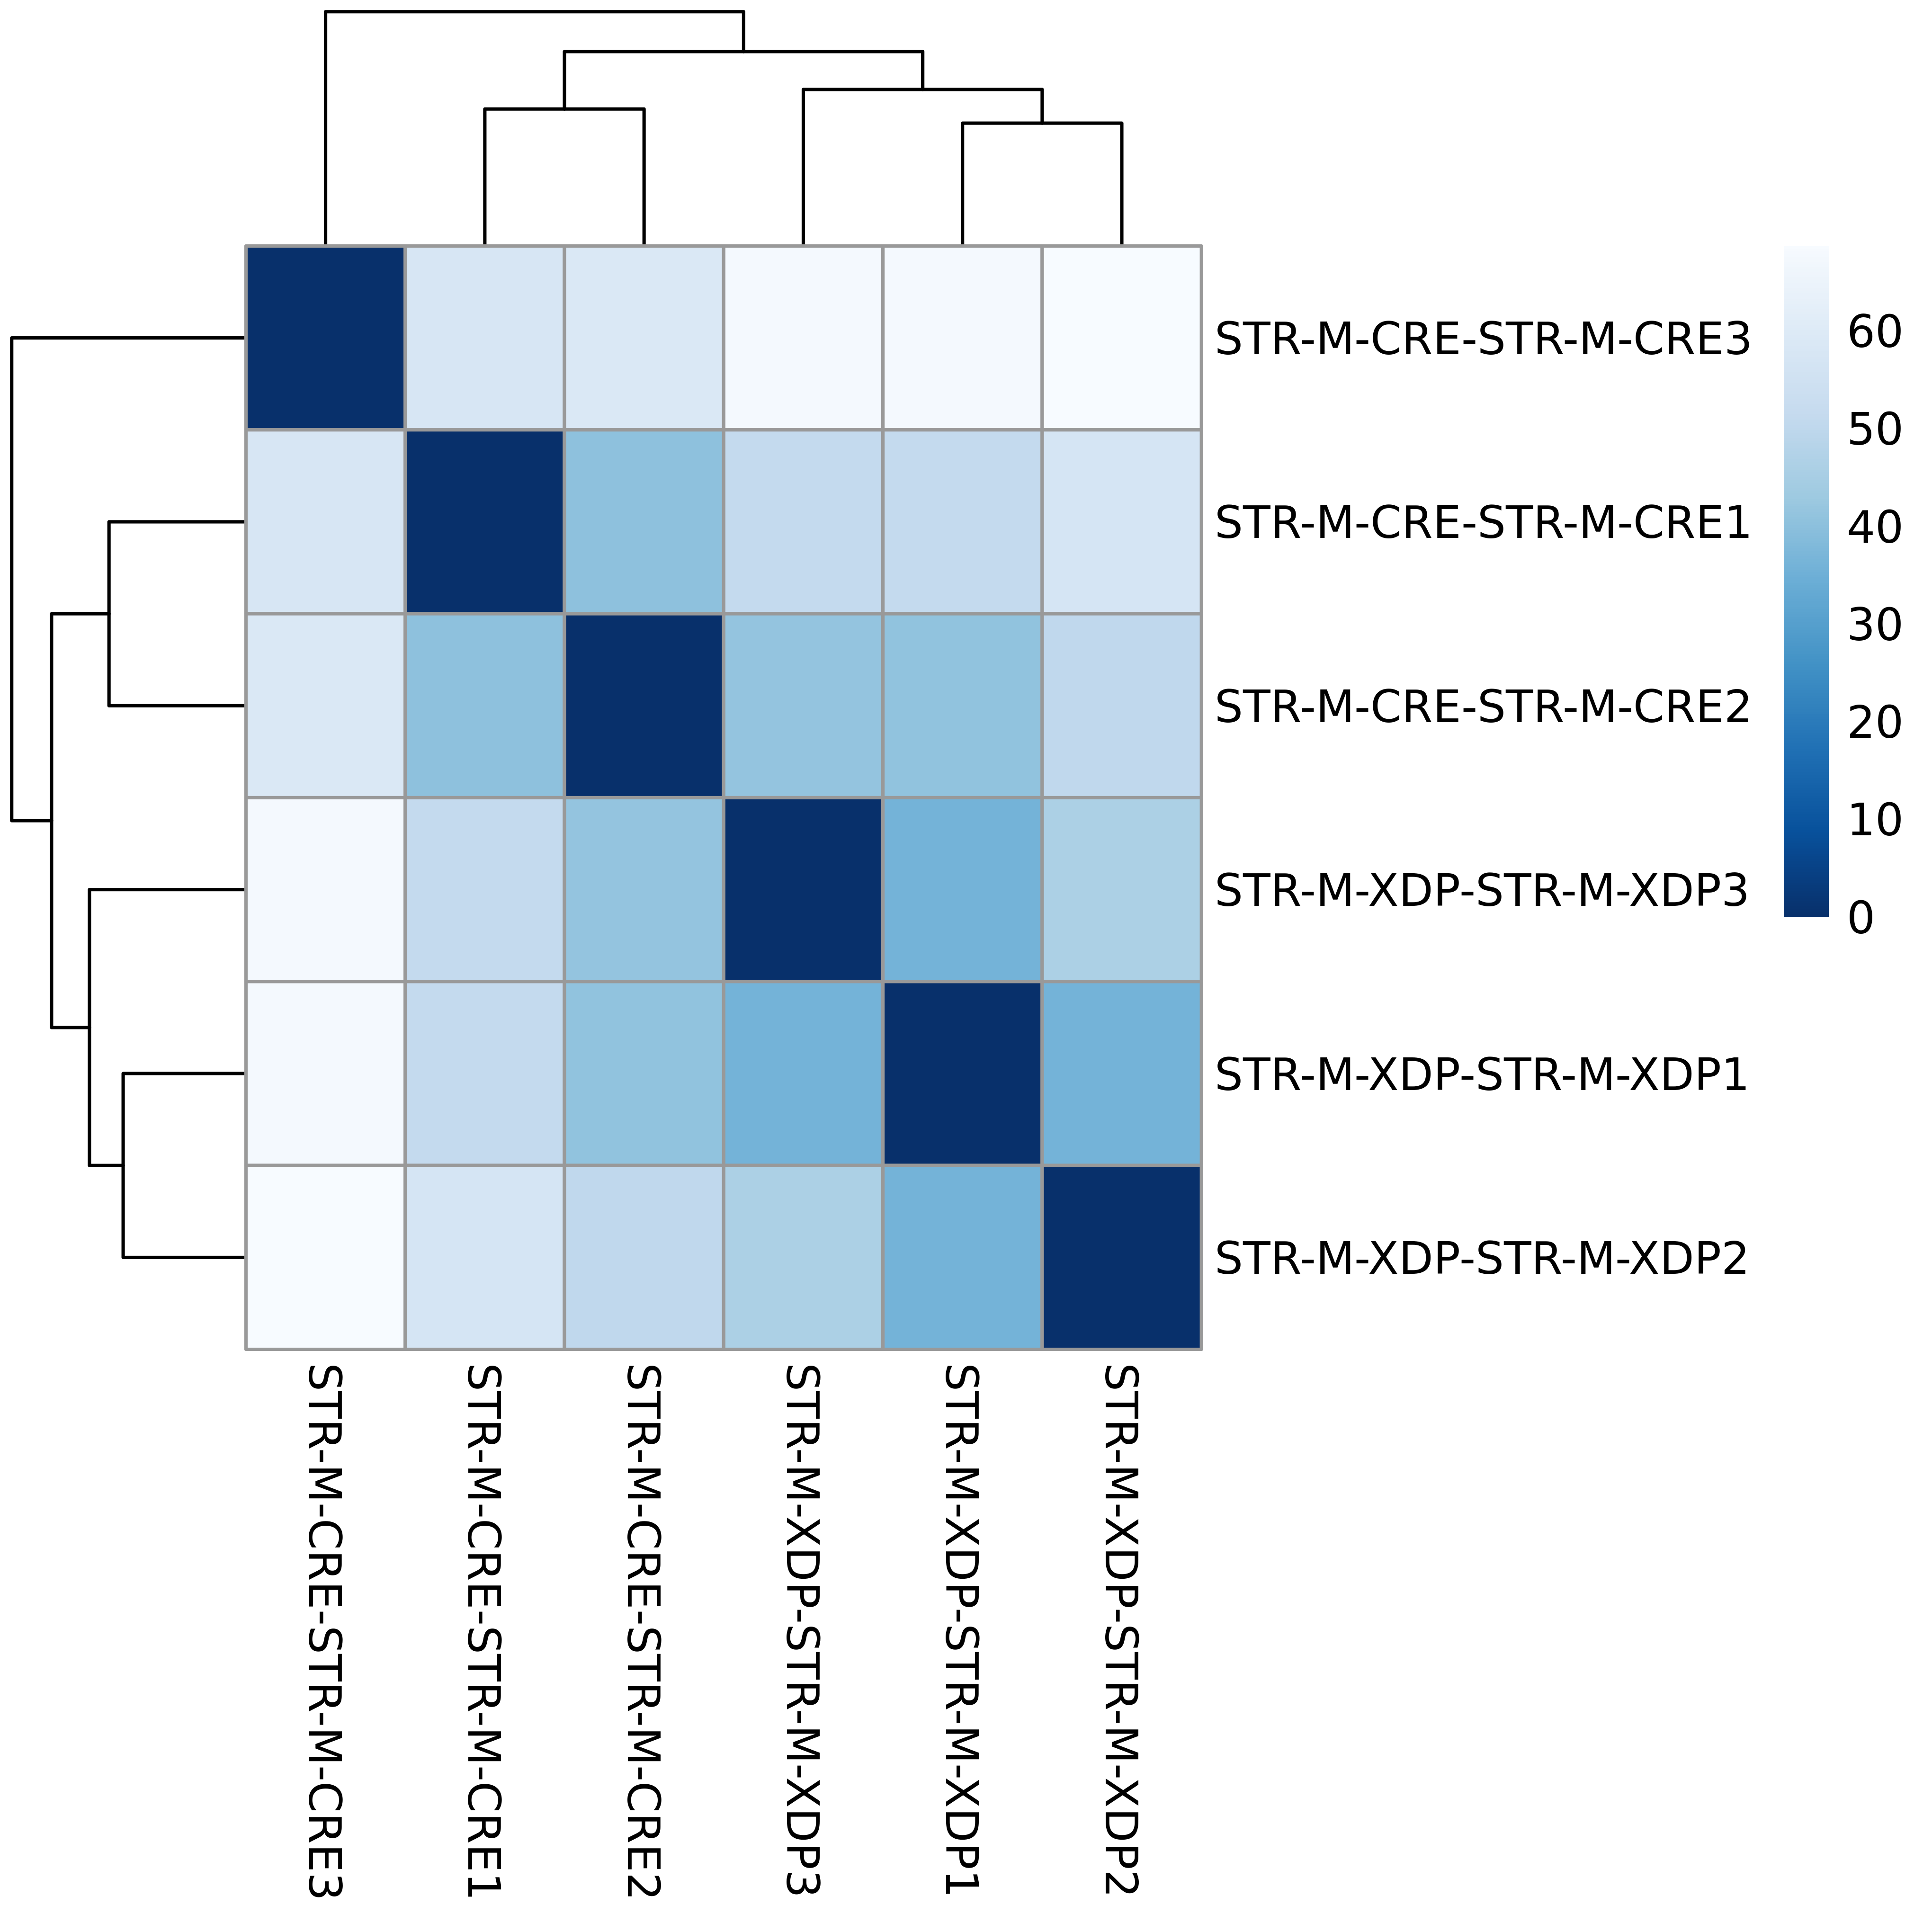 STR-M-CRE-STR-M-CRE3
STR-M-CRE-STR-M-CRE1
STR-M-CRE-STR-M-CRE2
STR-M-XDP-STR-M-XDP3
STR-M-XDP-STR-M-XDP1
STR-M-XDP-STR-M-XDP2
60
50
40
30
20
10
0
STR-M-CRE-STR-M-CRE3
STR-M-CRE-STR-M-CRE1
STR-M-CRE-STR-M-CRE2
STR-M-XDP-STR-M-XDP3
STR-M-XDP-STR-M-XDP1
STR-M-XDP-STR-M-XDP2